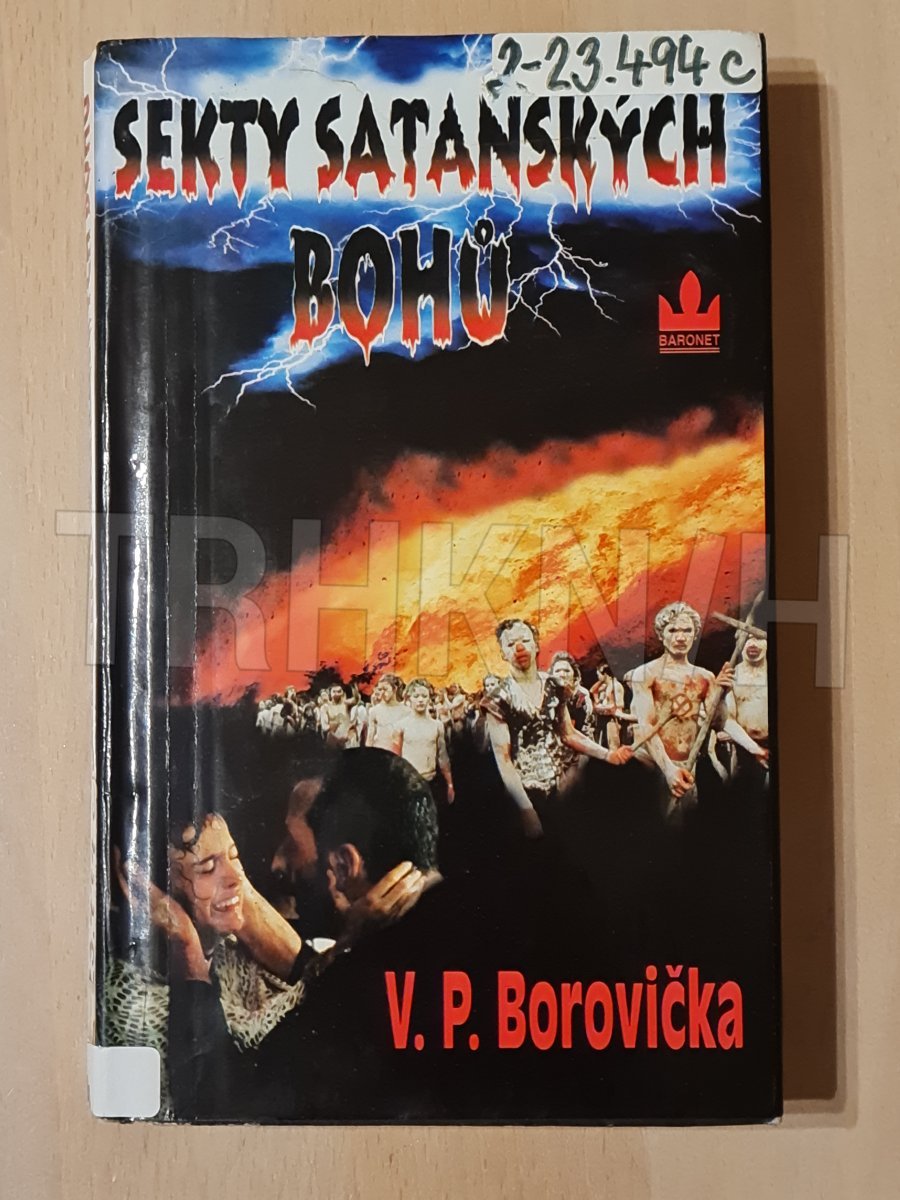 2-23.494 c
SEKTY SATANSKÝCH
BOHŮ
BARONET
TRHKNIH
V. P. Borovička